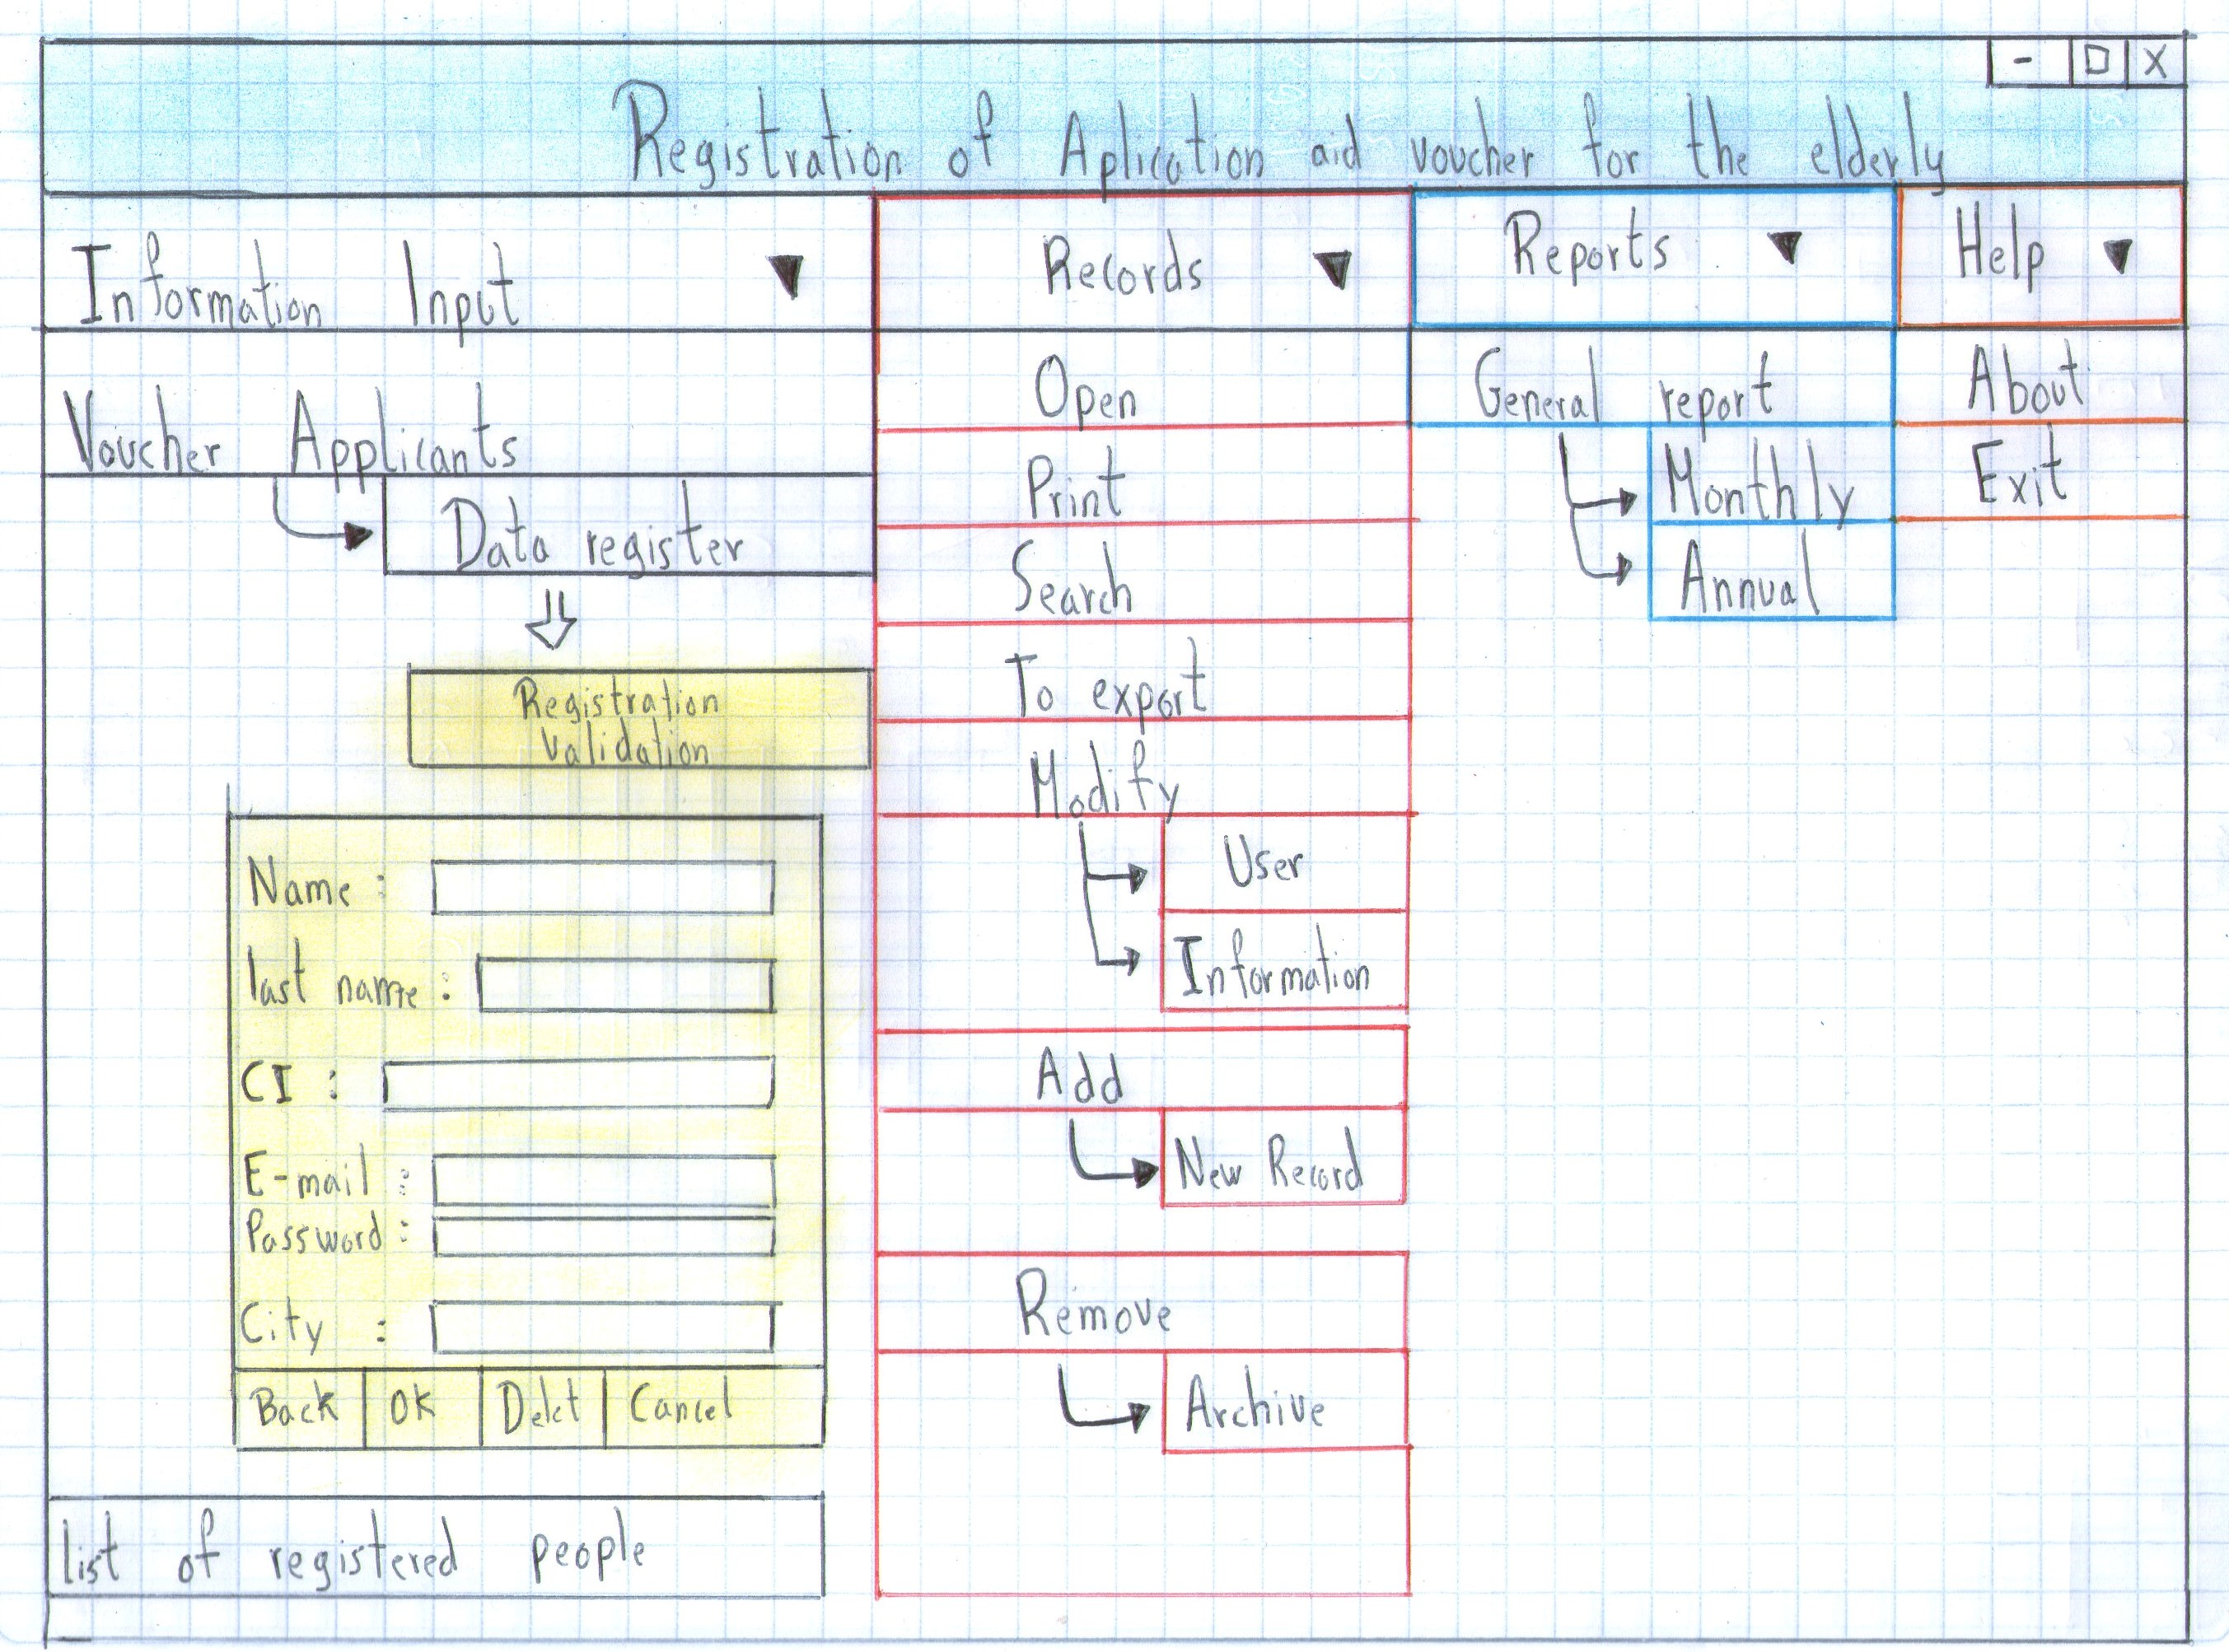 - □ X
Registration of Aplication aid voucher for the elderly
Information Input ▼
Records ▼
Reports ▼
Help ▼
Voucher Applicants
Data register
Registration
validation
Name :
last name :
CI :
E-mail :
Password :
City :
Back
OK
Delet
Cancel
list of registered people
Open
Print
Search
To export
Modify
User
Information
Add
New Record
Remove
Archive
General report
Monthly
Annual
About
Exit